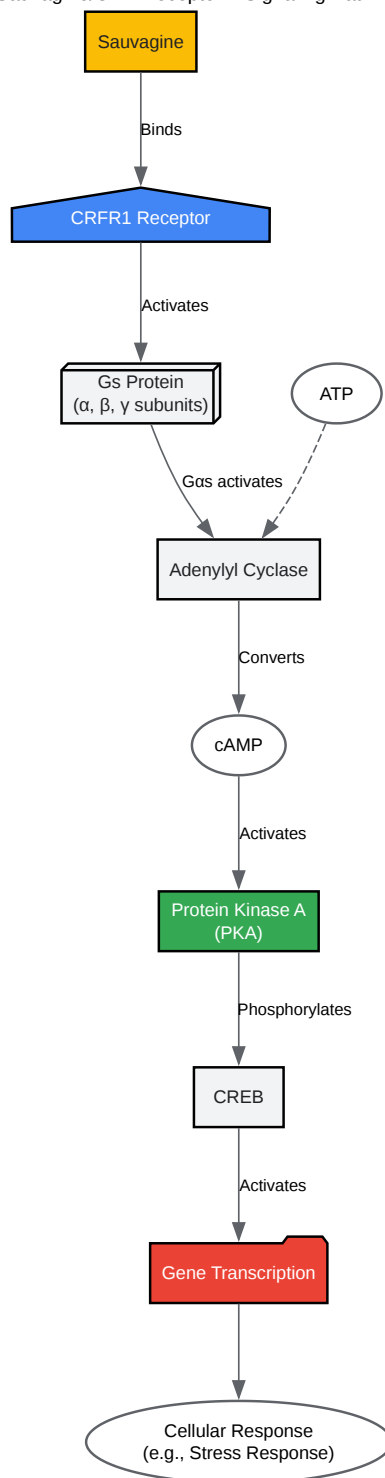 Sauvagine
Binds
CRFR1 Receptor
Activates
Gs Protein
(α, β, γ subunits)
ATP
Gαs activates
Adenylyl Cyclase
Converts
cAMP
Activates
Protein Kinase A
(PKA)
Phosphorylates
CREB
Activates
Gene Transcription
Cellular Response
(e.g., Stress Response)